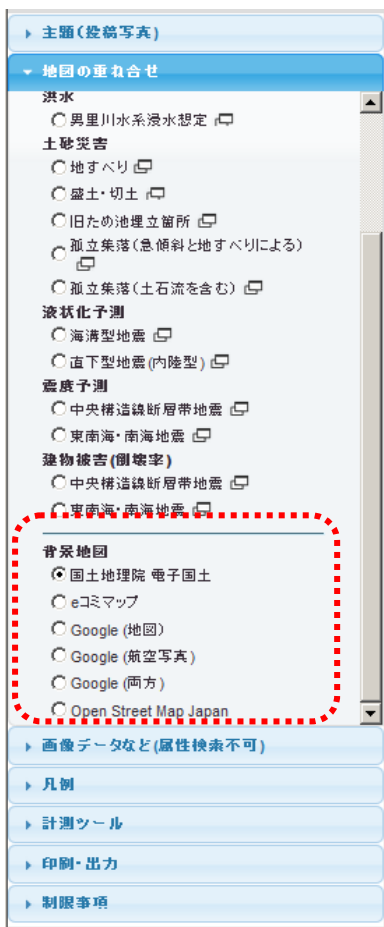 主題(投稿写真)
地図の重ね合せ
洪水
男里川水系浸水想定
土砂災害
地すべり
盛土・切土
旧ため池埋立箇所
孤立集落(急傾斜と地すべりによる)
孤立集落(土石流を含む)
液状化予測
海溝型地震
直下型地震(内陸型)
震度予測
中央構造線断層帯地震
東南海・南海地震
建物被害(倒壊率)
中央構造線断層帯地震
東南海・南海地震
背景地図
国土地理院 電子国土
eコミマップ
Google (地図)
Google (航空写真)
Google (両方)
Open Street Map Japan
画像データなど(属性検索不可)
凡例
計測ツール
印刷・出力
制限事項